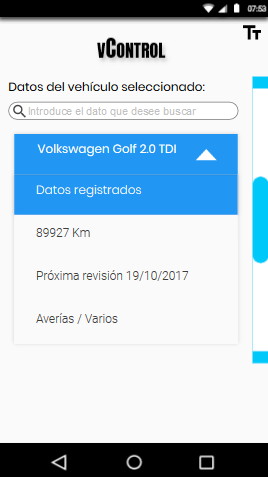 07:53
vControl
Tt
Datos del vehículo seleccionado:
Introduce el dato que desee buscar
Volkswagen Golf 2.0 TDI
Datos registrados
89927 Km
Próxima revisión 19/10/2017
Averías / Varios